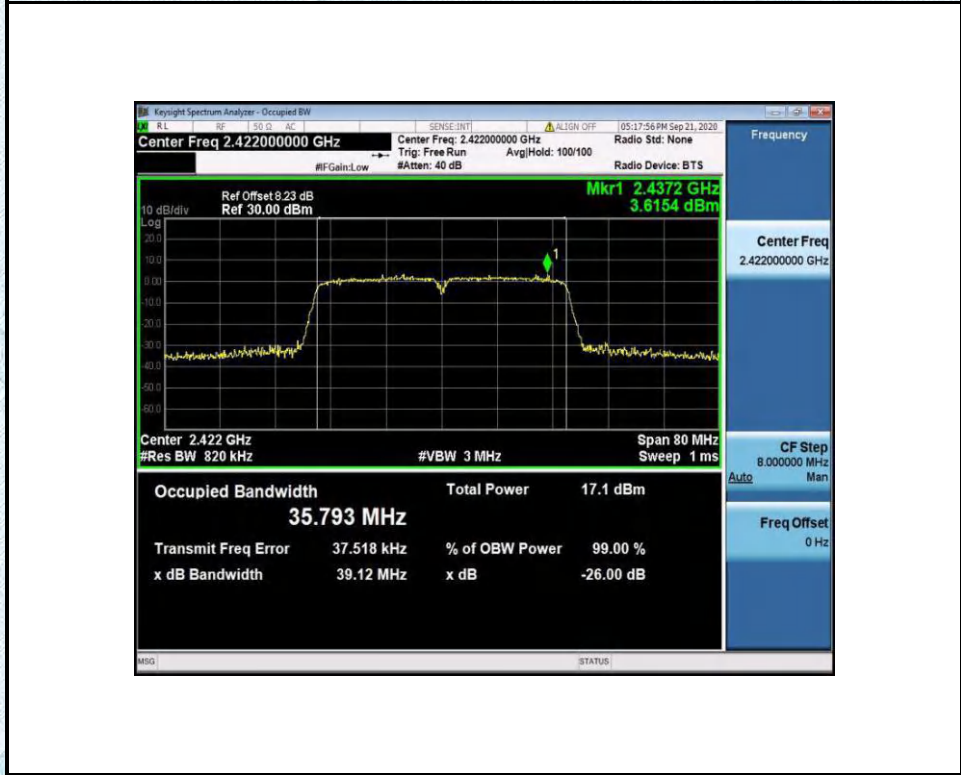 Keysight Spectrum Analyzer - Occupied BW
RL RF 50 Ω AC SENSE:INT ALIGN OFF 05:17:56 PM Sep 21, 2020
Center Freq 2.422000000 GHz
Center Freq: 2.422000000 GHz Radio Std: None
Trig: Free Run Avg|Hold: 100/100
#IFGain:Low #Atten: 40 dB Radio Device: BTS
Frequency
Mkr1 2.4372 GHz
3.6154 dBm
Ref Offset 8.23 dB
10 dB/div Ref 30.00 dBm
Log
20.0
10.0
0.00
-10.0
-20.0
-30.0
-40.0
-50.0
-60.0
1
Center 2.422 GHz Span 80 MHz
#Res BW 820 kHz #VBW 3 MHz Sweep 1 ms
Center Freq
2.422000000 GHz
CF Step
8.000000 MHz
Auto Man
Freq Offset
0 Hz
Occupied Bandwidth Total Power 17.1 dBm
35.793 MHz
Transmit Freq Error 37.518 kHz % of OBW Power 99.00 %
x dB Bandwidth 39.12 MHz x dB -26.00 dB
MSG STATUS